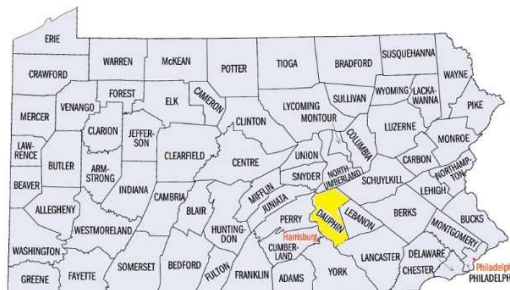 ERIE
CRAWFORD
WARREN
McKEAN
POTTER
TIOGA
BRADFORD
SUSQUEHANNA
WAYNE
WYOMING
LACKA-
WANNA
PIKE
MERCER
VENANGO
FOREST
ELK
CAMERON
CLINTON
LYCOMING
SULLIVAN
MONTOUR
COLUMBIA
LUZERNE
MONROE
CARBON
LAW-
RENCE
BUTLER
CLARION
JEFFER-
SON
CLEARFIELD
CENTRE
UNION
SNYDER
NORTH
UMBERLAND
SCHUYLKILL
NORTHAMP-
TON
LEHIGH
BEAVER
ARM-
STRONG
INDIANA
CAMBRIA
BLAIR
MIFFLIN
JUNIATA
PERRY
DAUPHIN
LEBANON
BERKS
BUCKS
MONTGOMERY
ALLEGHENY
WESTMORELAND
HUNTING-
DON
Harrisburg
CUMBER-
LAND
LANCASTER
DELAWARE
CHESTER
Philadelph
PHILADELPH
WASHINGTON
GREENE
FAYETTE
SOMERSET
BEDFORD
FULTON
FRANKLIN
ADAMS
YORK